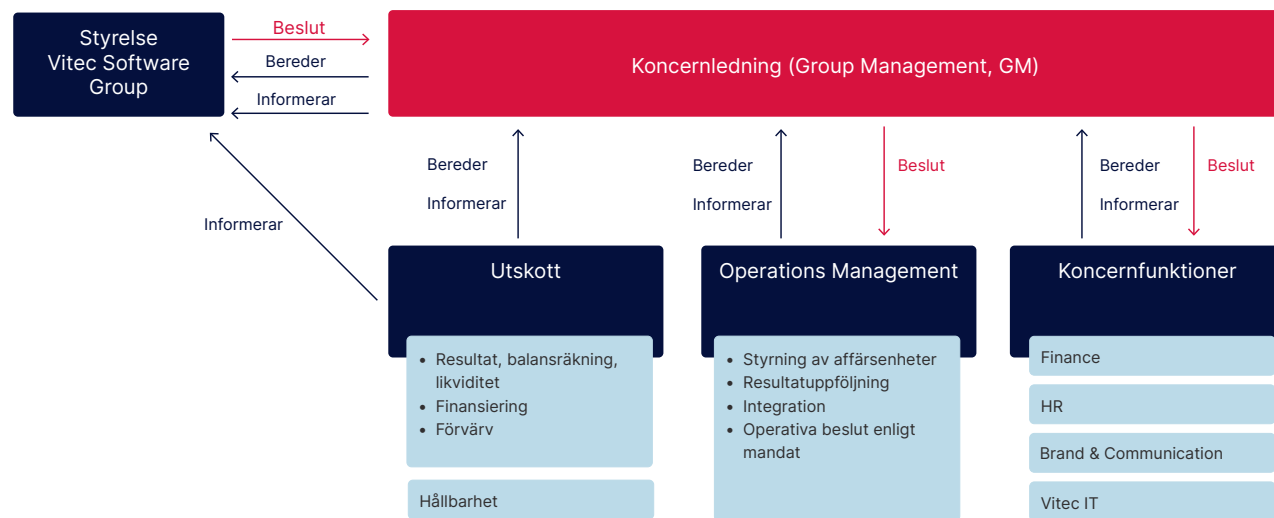 Styrelse
Vitec Software
Group
Beslut
Bereder
Informerar
Koncernledning (Group Management, GM)
Informerar
Bereder
Informerar
Bereder
Informerar
Beslut
Bereder
Informerar
Beslut
Utskott
• Resultat, balansräkning,
likviditet
• Finansiering
• Förvärv
Hållbarhet
Operations Management
• Styrning av affärsenheter
• Resultatuppföljning
• Integration
• Operativa beslut enligt
mandat
Koncernfunktioner
Finance
HR
Brand & Communication
Vitec IT